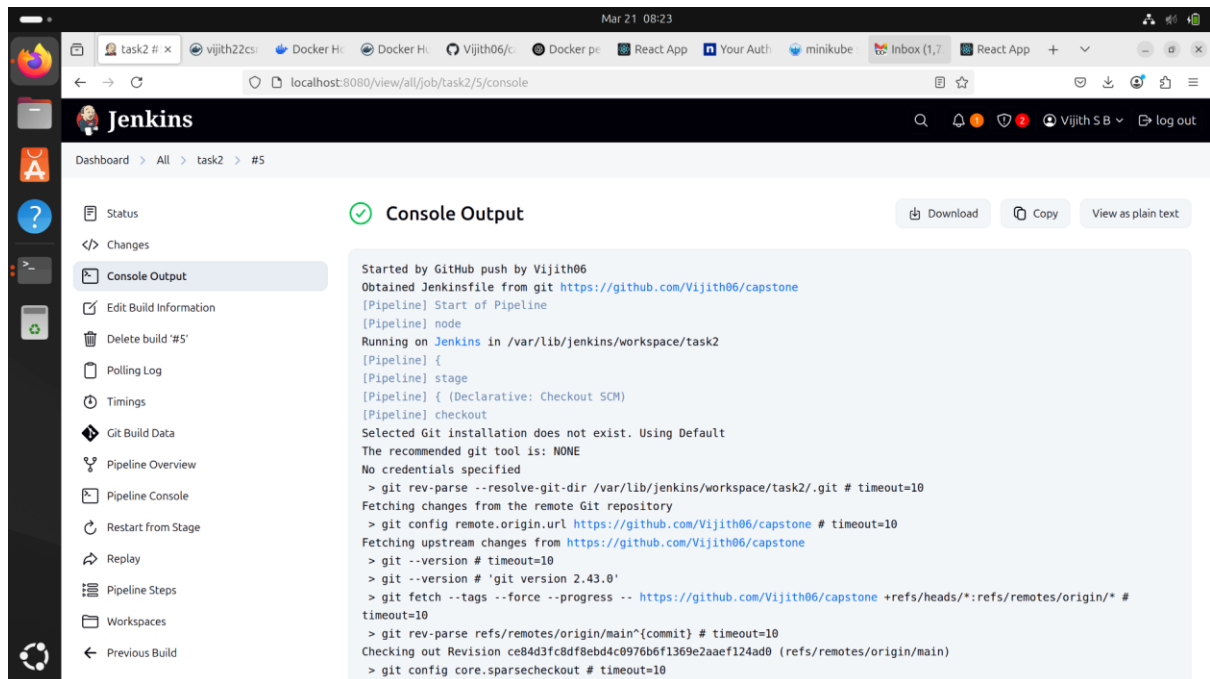 Mar 21 08:23
task2 #
vijith22cs
Docker H
Docker Hu
Vijith06/c
Docker pe
React App
Your Auth
minikube
Inbox (1,7
React App
localhost:8080/view/all/job/task2/5/console
Jenkins
1
2
Vijith S B
log out
Dashboard > All > task2 > #5
Status
Changes
Console Output
Edit Build Information
Delete build '#5'
Polling Log
Timings
Git Build Data
Pipeline Overview
Pipeline Console
Restart from Stage
Replay
Pipeline Steps
Workspaces
Previous Build
Console Output
Download
Copy
View as plain text
Started by GitHub push by Vijith06
Obtained Jenkinsfile from git https://github.com/Vijith06/capstone
[Pipeline] Start of Pipeline
[Pipeline] node
Running on Jenkins in /var/lib/jenkins/workspace/task2
[Pipeline] {
[Pipeline] stage
[Pipeline] { (Declarative: Checkout SCM)
[Pipeline] checkout
Selected Git installation does not exist. Using Default
The recommended git tool is: NONE
No credentials specified
> git rev-parse --resolve-git-dir /var/lib/jenkins/workspace/task2/.git # timeout=10
Fetching changes from the remote Git repository
> git config remote.origin.url https://github.com/Vijith06/capstone # timeout=10
Fetching upstream changes from https://github.com/Vijith06/capstone
> git --version # timeout=10
> git --version # 'git version 2.43.0'
> git fetch --tags --force --progress -- https://github.com/Vijith06/capstone +refs/heads/*:refs/remotes/origin/* #
timeout=10
> git rev-parse refs/remotes/origin/main^{commit} # timeout=10
Checking out Revision ce84d3fc8df8ebd4c0976b6f1369e2aaef124ad0 (refs/remotes/origin/main)
> git config core.sparsecheckout # timeout=10